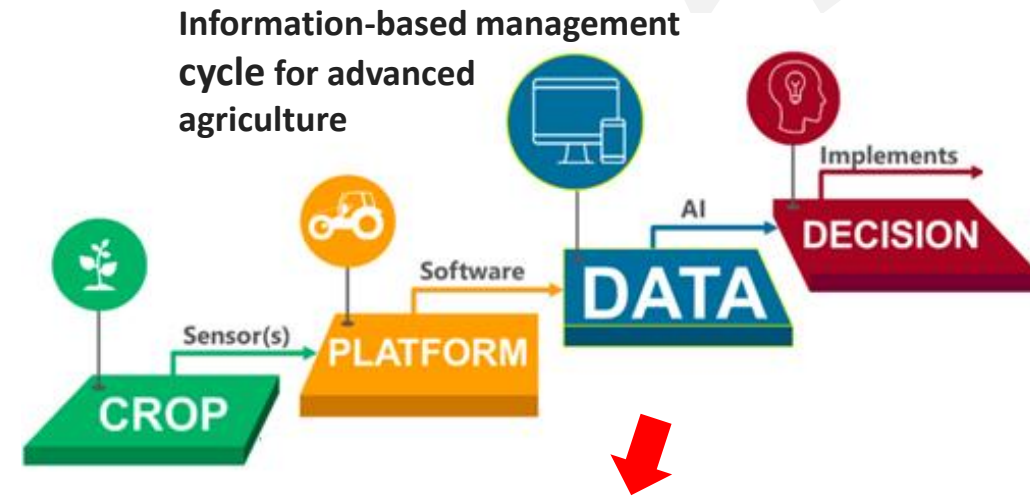 Information-based management
cycle for advanced
agriculture
Implements
AI
DECISION
Software
DATA
Sensor(s)
PLATFORM
CROP